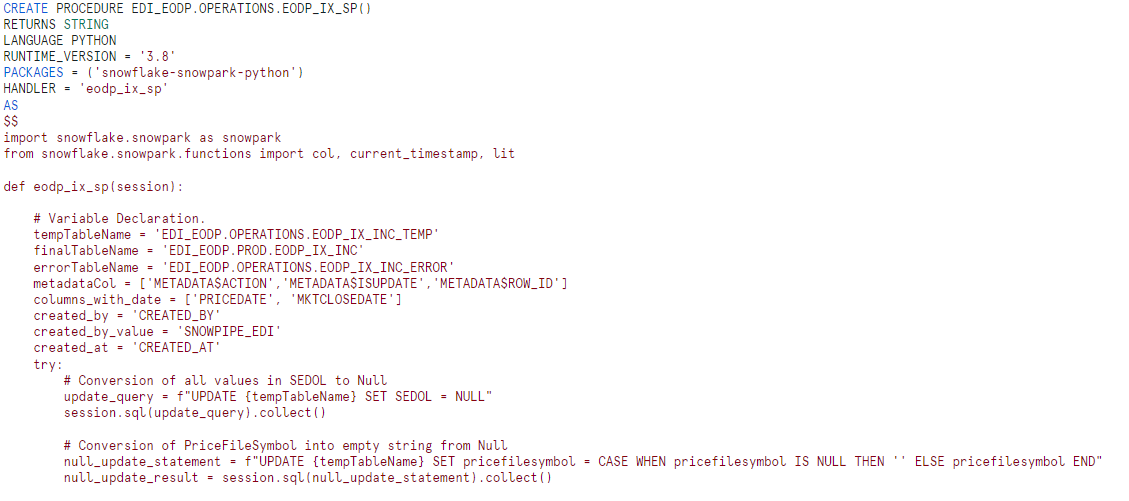 CREATE PROCEDURE EDI_EODP.OPERATIONS.EODP_IX_SP()
RETURNS STRING
LANGUAGE PYTHON
RUNTIME_VERSION = '3.8'
PACKAGES = ('snowflake-snowpark-python')
HANDLER = 'eodp_ix_sp'
AS
$$
import snowflake.snowpark as snowpark
from snowflake.snowpark.functions import col, current_timestamp, lit

def eodp_ix_sp(session):

    # Variable Declaration.
    tempTableName = 'EDI_EODP.OPERATIONS.EODP_IX_INC_TEMP'
    finalTableName = 'EDI_EODP.PROD.EODP_IX_INC'
    errorTableName = 'EDI_EODP.OPERATIONS.EODP_IX_INC_ERROR'
    metadataCol = ['METADATA$ACTION','METADATA$ISUPDATE','METADATA$ROW_ID']
    columns_with_date = ['PRICEDATE', 'MKTCLOSEDATE']
    created_by = 'CREATED_BY'
    created_by_value = 'SNOWPIPE_EDI'
    created_at = 'CREATED_AT'
    try:
        # Conversion of all values in SEDOL to Null
        update_query = f"UPDATE {tempTableName} SET SEDOL = NULL"
        session.sql(update_query).collect()

        # Conversion of PriceFileSymbol into empty string from Null
        null_update_statement = f"UPDATE {tempTableName} SET pricefilesymbol = CASE WHEN pricefilesymbol IS NULL THEN '' ELSE pricefilesymbol END"
        null_update_result = session.sql(null_update_statement).collect()